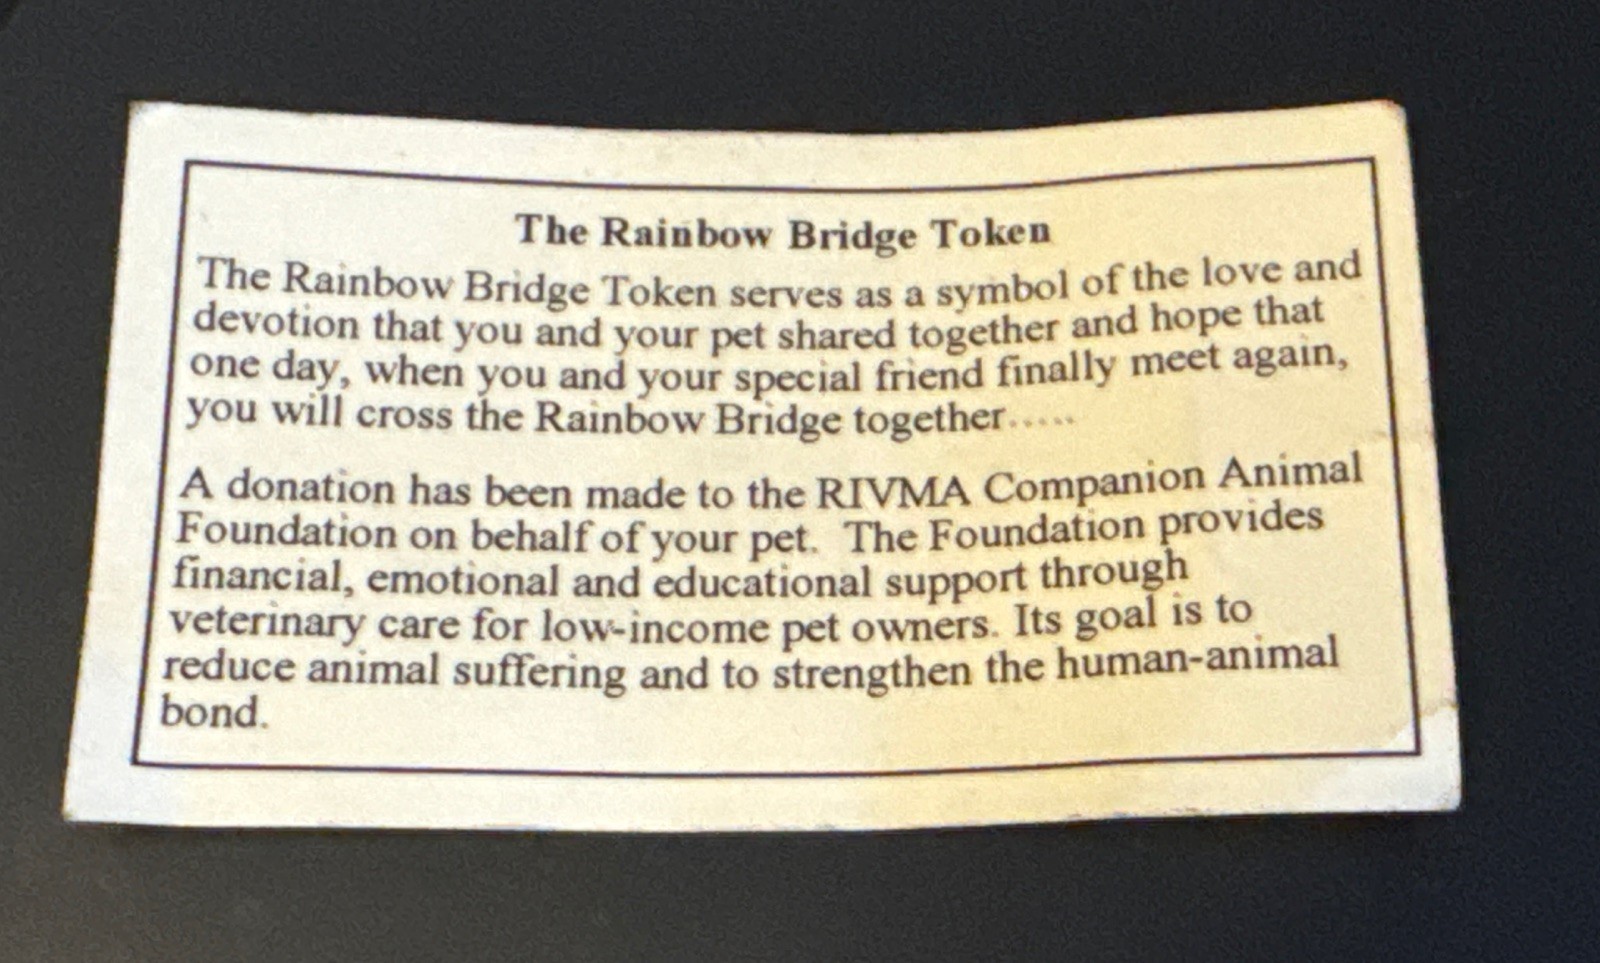 The Rainbow Bridge Token
The Rainbow Bridge Token serves as a symbol of the love and
devotion that you and your pet shared together and hope that
one day, when you and your special friend finally meet again,
you will cross the Rainbow Bridge together.....
A donation has been made to the RIVMA Companion Animal
Foundation on behalf of your pet.  The Foundation provides
financial, emotional and educational support through
veterinary care for low-income pet owners. Its goal is to
reduce animal suffering and to strengthen the human-animal
bond.